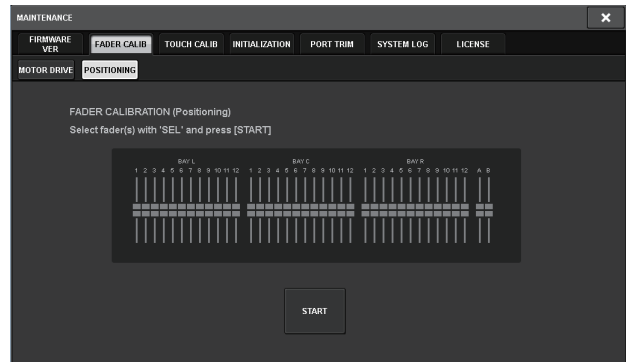 MAINTENANCE
FIRMWARE VER FADER CALIB TOUCH CALIB INITIALIZATION PORT TRIM SYSTEM LOG LICENSE
MOTOR DRIVE POSITIONING
FADER CALIBRATION (Positioning)
Select fader(s) with 'SEL' and press [START]
BAY L BAY C BAY R
1 2 3 4 5 6 7 8 9 10 11 12 1 2 3 4 5 6 7 8 9 10 11 12 1 2 3 4 5 6 7 8 9 10 11 12 A B
START